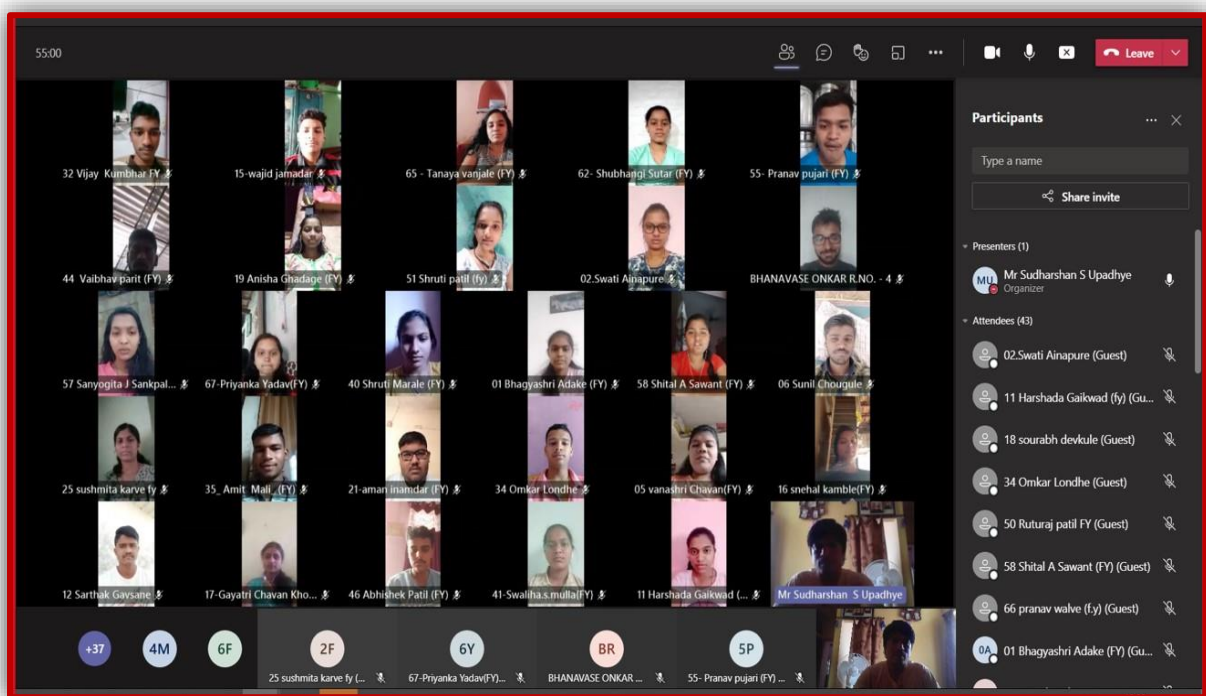 55:00
Leave
32 Vijay Kumbhar FY
15-wajid jamadar
65 - Tanaya vanjale (FY)
62- Shubhangi Sutar (FY)
55- Pranav pujari (FY)
44 Vaibhav parit (FY)
19 Anisha Ghadage (FY)
51 Shruti patil (fy)
02.Swati Ainapure
BHANAVASE ONKAR R.NO. - 4
57 Sanyogita J Sankpal...
67-Priyanka Yadav(FY)
40 Shruti Marale (FY)
01 Bhagyashri Adake (FY)
58 Shital A Sawant (FY)
06 Sunil Chougule
25 sushmita karve fy
35_ Amit_Mali_ (FY)
21-aman inamdar (FY)
34 Omkar Londhe
05 vanashri Chavan(FY)
16 snehal kamble(FY)
12 Sarthak Gavsane
17-Gayatri Chavan Kho...
46 Abhishek Patil (FY)
41-Swaliha.s.mulla(FY)
11 Harshada Gaikwad (...
Mr Sudharshan S Upadhye
+37
4M
6F
2F
25 sushmita karve fy (...
6Y
67-Priyanka Yadav(FY)...
BR
BHANAVASE ONKAR ...
5P
55- Pranav pujari (FY) ...
Participants
Type a name
Share invite
Presenters (1)
MU
Mr Sudharshan S Upadhye
Organizer
Attendees (43)
02.Swati Ainapure (Guest)
11 Harshada Gaikwad (fy) (Gu...
18 sourabh devkule (Guest)
34 Omkar Londhe (Guest)
50 Ruturaj patil FY (Guest)
58 Shital A Sawant (FY) (Guest)
66 pranav walve (f.y) (Guest)
0A
01 Bhagyashri Adake (FY) (Gu...